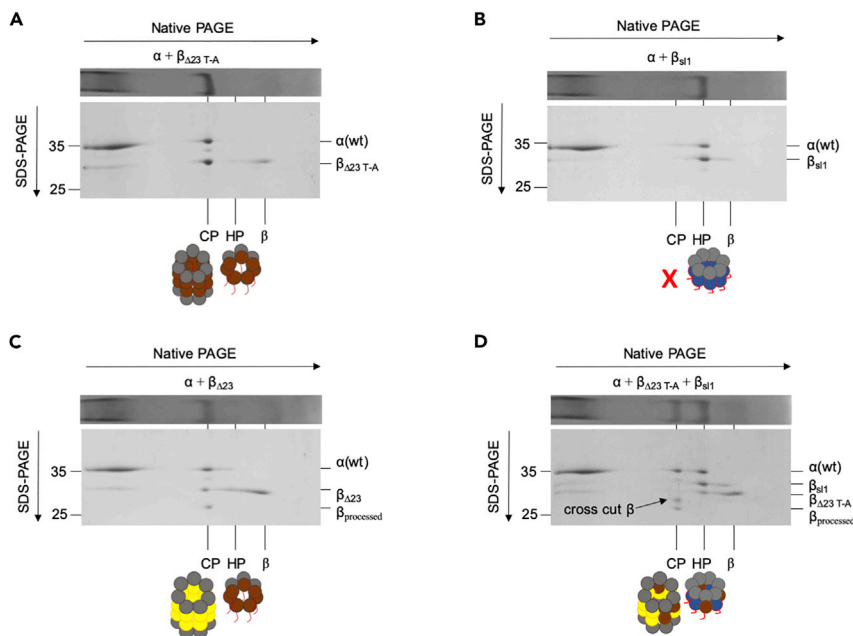 A
Native PAGE
α + βΔ23 T-A
SDS-PAGE
35
25
α(wt)
βΔ23 T-A
CP HP β
B
Native PAGE
α + βsl1
SDS-PAGE
35
25
α(wt)
βsl1
CP HP β
X
C
Native PAGE
α + βΔ23
SDS-PAGE
35
25
α(wt)
βΔ23
βprocessed
CP HP β
D
Native PAGE
α + βΔ23 T-A + βsl1
SDS-PAGE
35
25
cross cut β
α(wt)
βsl1
βΔ23 T-A
βprocessed
CP HP β